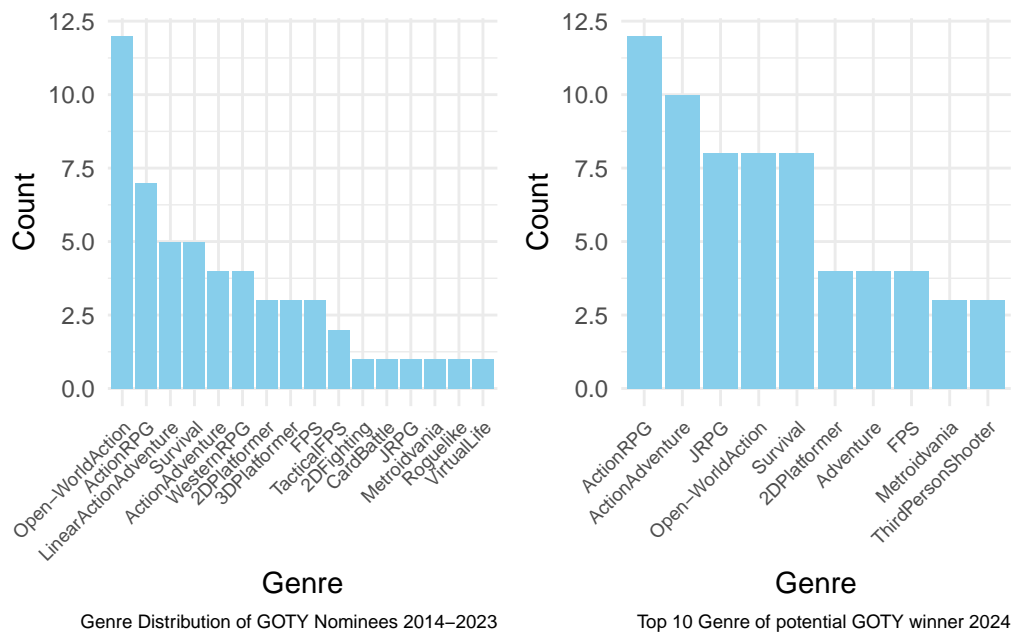 12.5
10.0
7.5
5.0
2.5
0.0
Count
Open−WorldAction
ActionRPG
LinearActionAdventure
Survival
ActionAdventure
WesternRPG
2DPlatformer
3DPlatformer
FPS
TacticalFPS
2DFighting
CardBattle
JRPG
Metroidvania
Roguelike
VirtualLife
Genre
Genre Distribution of GOTY Nominees 2014−2023
12.5
10.0
7.5
5.0
2.5
0.0
Count
ActionRPG
ActionAdventure
JRPG
Open−WorldAction
Survival
2DPlatformer
Adventure
FPS
Metroidvania
ThirdPersonShooter
Genre
Top 10 Genre of potential GOTY winner 2024